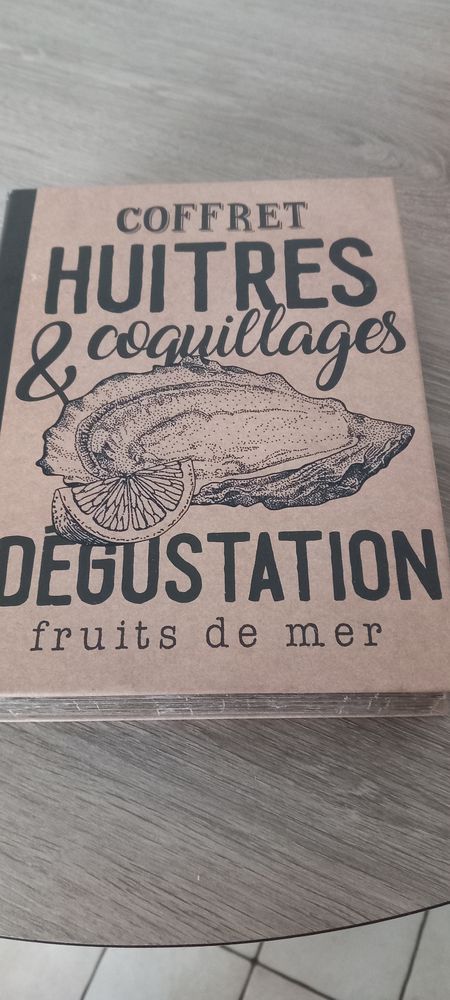 COFFRET
HUITRES
& coquillages
DÉGUSTATION
fruits de mer